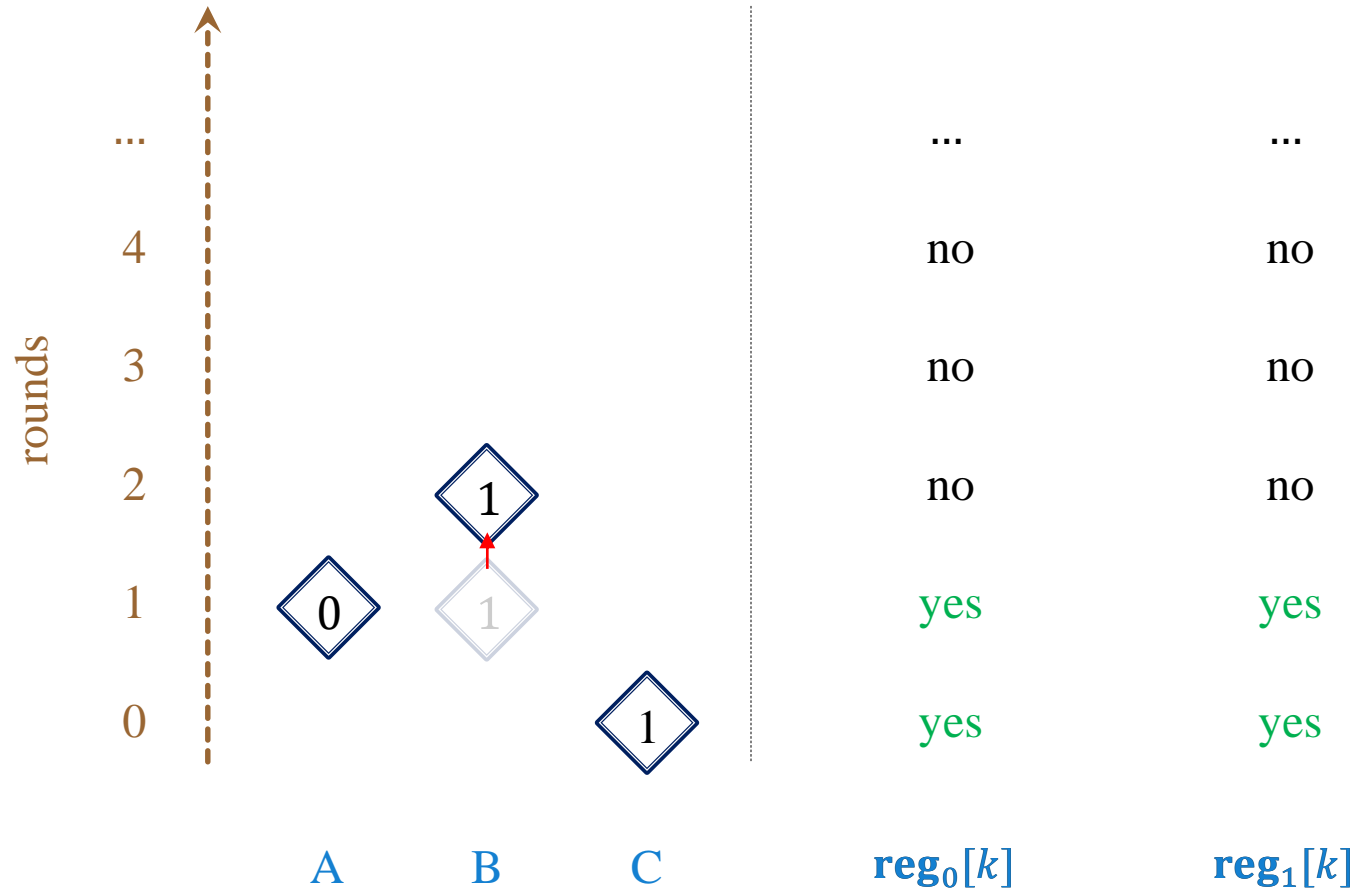 ... ... ...
4 no no
rounds
3 no no
2 1 no no
1 0 1 yes yes
0 1 yes yes
A B C reg₀[k] reg₁[k]